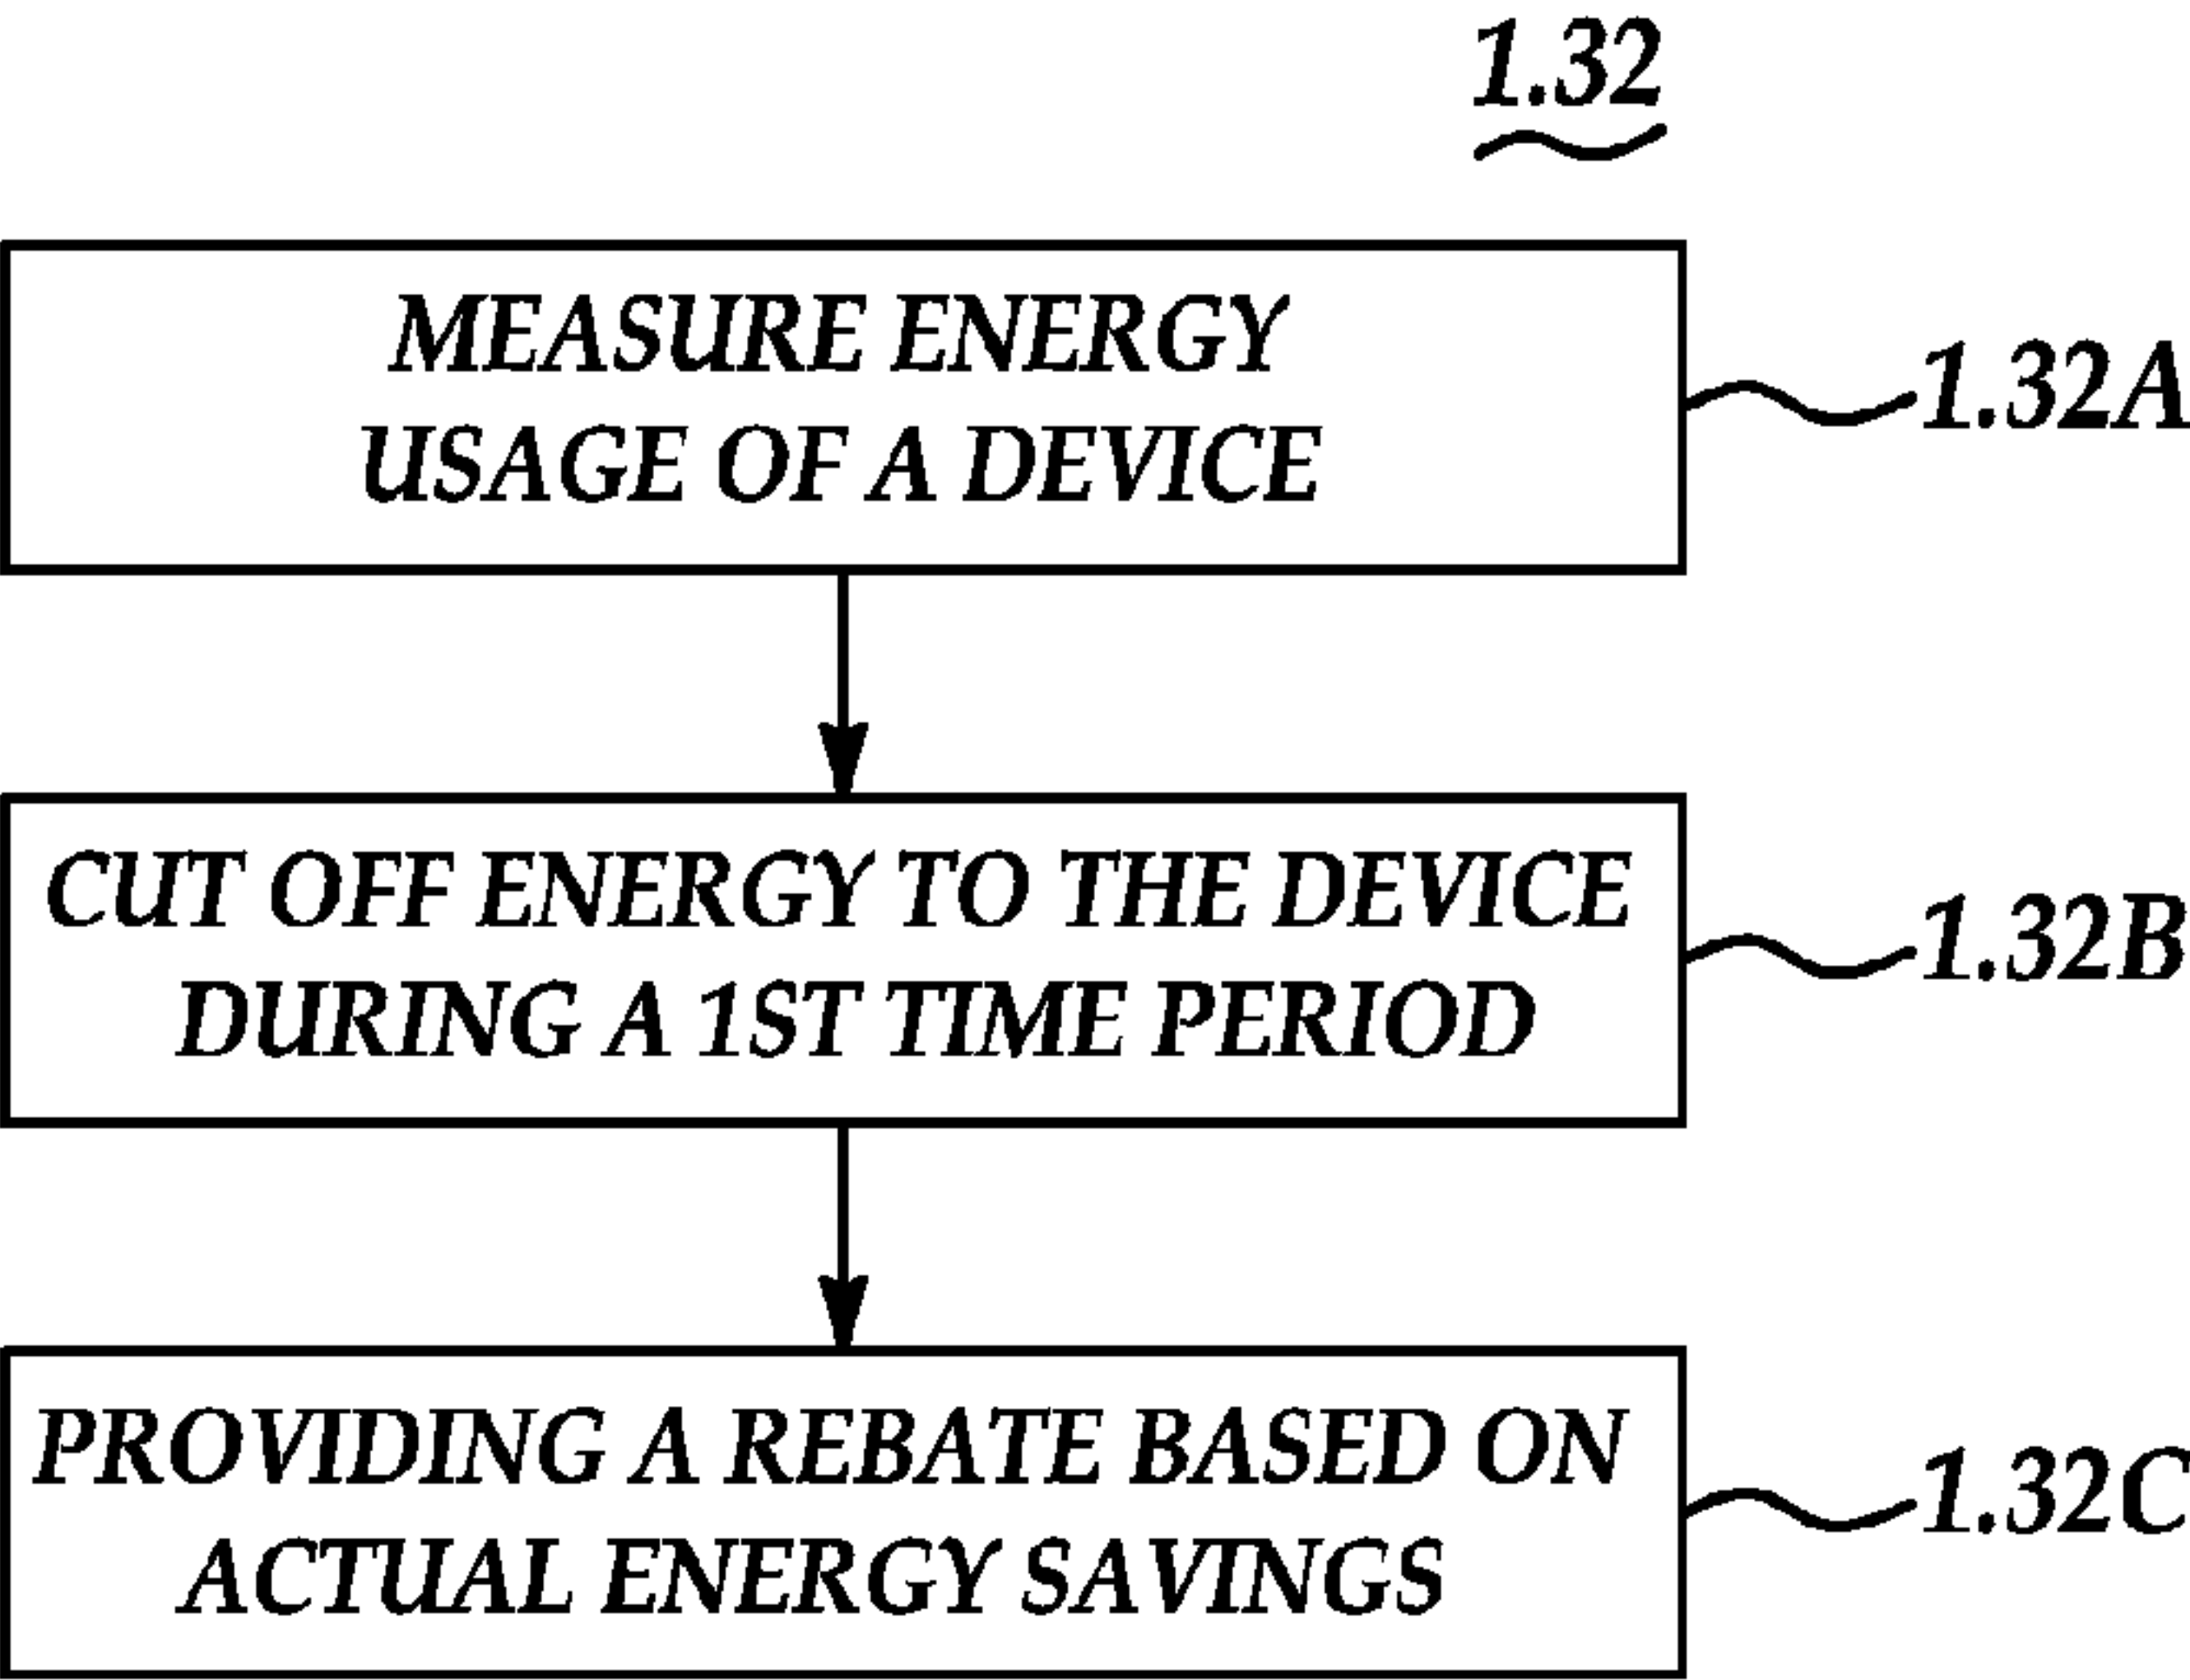 1.32
MEASURE ENERGY
USAGE OF A DEVICE
1.32A
CUT OFF ENERGY TO THE DEVICE
DURING A 1ST TIME PERIOD
1.32B
PROVIDING A REBATE BASED ON
ACTUAL ENERGY SAVINGS
1.32C